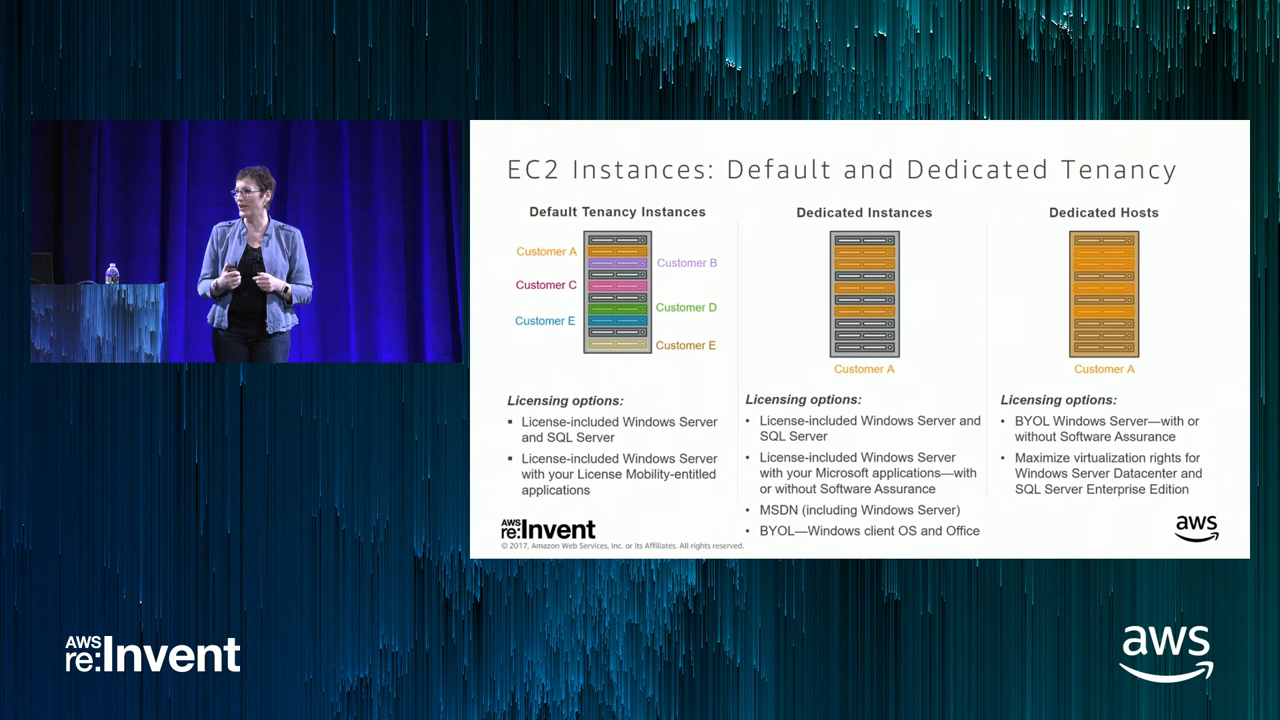 EC2 Instances: Default and Dedicated Tenancy
Default Tenancy Instances
Customer A
Customer B
Customer C
Customer D
Customer E
Customer E
Licensing options:
▪ License-included Windows Server
and SQL Server
▪ License-included Windows Server
with your License Mobility-entitled
applications
Dedicated Instances
Customer A
Licensing options:
• License-included Windows Server and
SQL Server
• License-included Windows Server
with your Microsoft applications—with
or without Software Assurance
• MSDN (including Windows Server)
• BYOL—Windows client OS and Office
Dedicated Hosts
Customer A
Licensing options:
• BYOL Windows Server—with or
without Software Assurance
• Maximize virtualization rights for
Windows Server Datacenter and
SQL Server Enterprise Edition
AWS
re:Invent
© 2017, Amazon Web Services, Inc. or its Affiliates. All rights reserved.
aws
AWS
re:Invent
aws